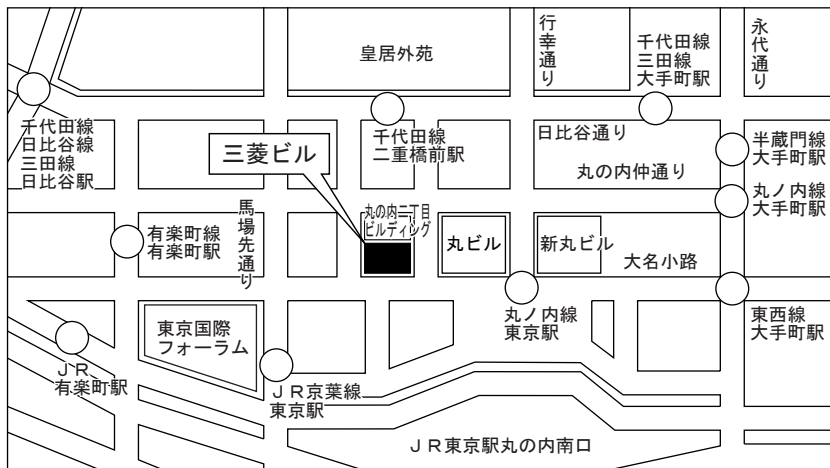 皇居外苑
行幸通り
千代田線
三田線
大手町駅
永代通り
千代田線
日比谷線
三田線
日比谷駅
千代田線
二重橋前駅
日比谷通り
半蔵門線
大手町駅
三菱ビル
丸の内仲通り
丸ノ内線
大手町駅
馬場先通り
丸の内二丁目
ビルディング
有楽町線
有楽町駅
丸ビル
新丸ビル
大名小路
東京国際
フォーラム
丸ノ内線
東京駅
東西線
大手町駅
ＪＲ
有楽町駅
ＪＲ京葉線
東京駅
ＪＲ東京駅丸の内南口